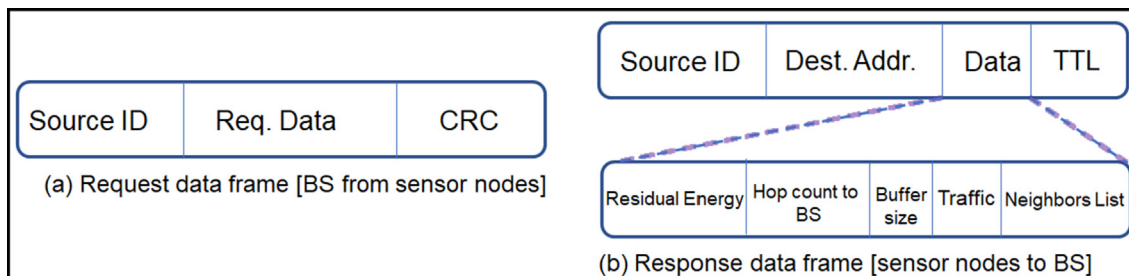 Source ID Req. Data CRC
(a) Request data frame [BS from sensor nodes]
Source ID Dest. Addr. Data TTL
Residual Energy Hop count to BS Buffer size Traffic Neighbors List
(b) Response data frame [sensor nodes to BS]